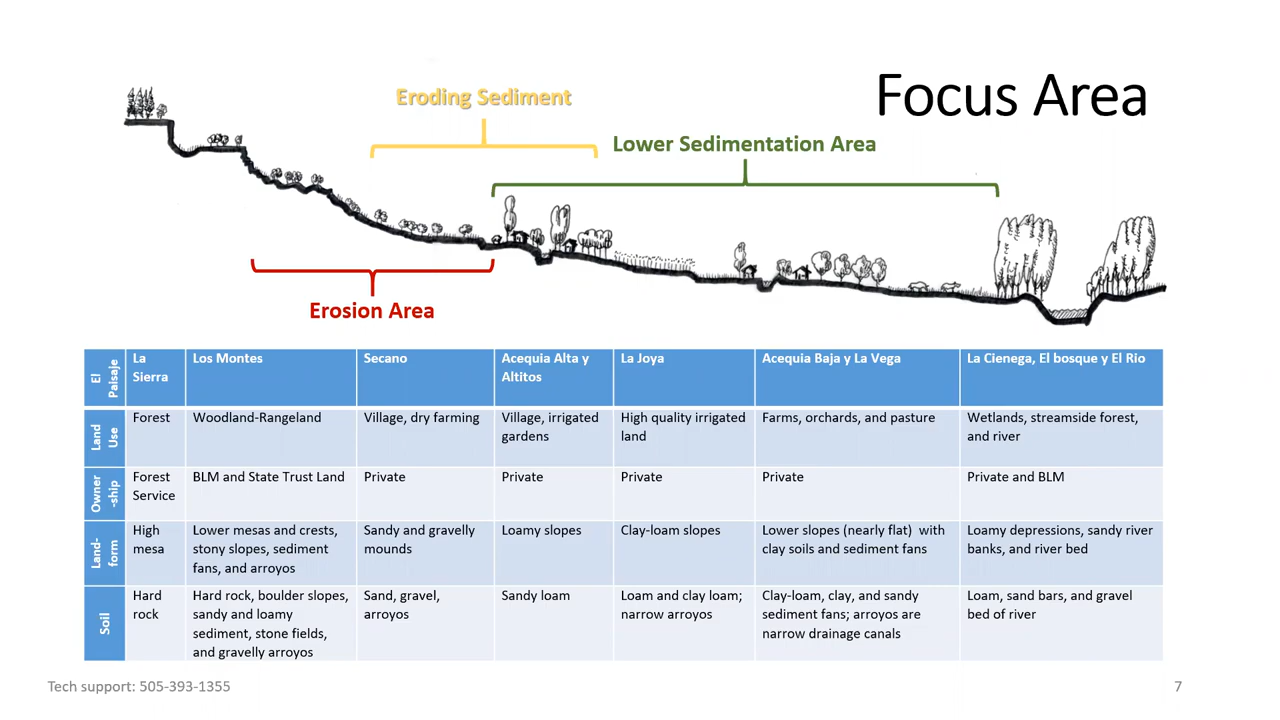 Focus Area
Eroding Sediment
Lower Sedimentation Area
Erosion Area
El
Paisaje
La
Sierra
Los Montes
Secano
Acequia Alta y
Altitos
La Joya
Acequia Baja y La Vega
La Cienega, El bosque y El Rio
Land
Use
Forest
Woodland-Rangeland
Village, dry farming
Village, irrigated
gardens
High quality irrigated
land
Farms, orchards, and pasture
Wetlands, streamside forest,
and river
Owner
-ship
Forest
Service
BLM and State Trust Land
Private
Private
Private
Private
Private and BLM
Land-
form
High
mesa
Lower mesas and crests,
stony slopes, sediment
fans, and arroyos
Sandy and gravelly
mounds
Loamy slopes
Clay-loam slopes
Lower slopes (nearly flat) with
clay soils and sediment fans
Loamy depressions, sandy river
banks, and river bed
Soil
Hard
rock
Hard rock, boulder slopes,
sandy and loamy
sediment, stone fields,
and gravelly arroyos
Sand, gravel,
arroyos
Sandy loam
Loam and clay loam;
narrow arroyos
Clay-loam, clay, and sandy
sediment fans; arroyos are
narrow drainage canals
Loam, sand bars, and gravel
bed of river
Tech support: 505-393-1355
7